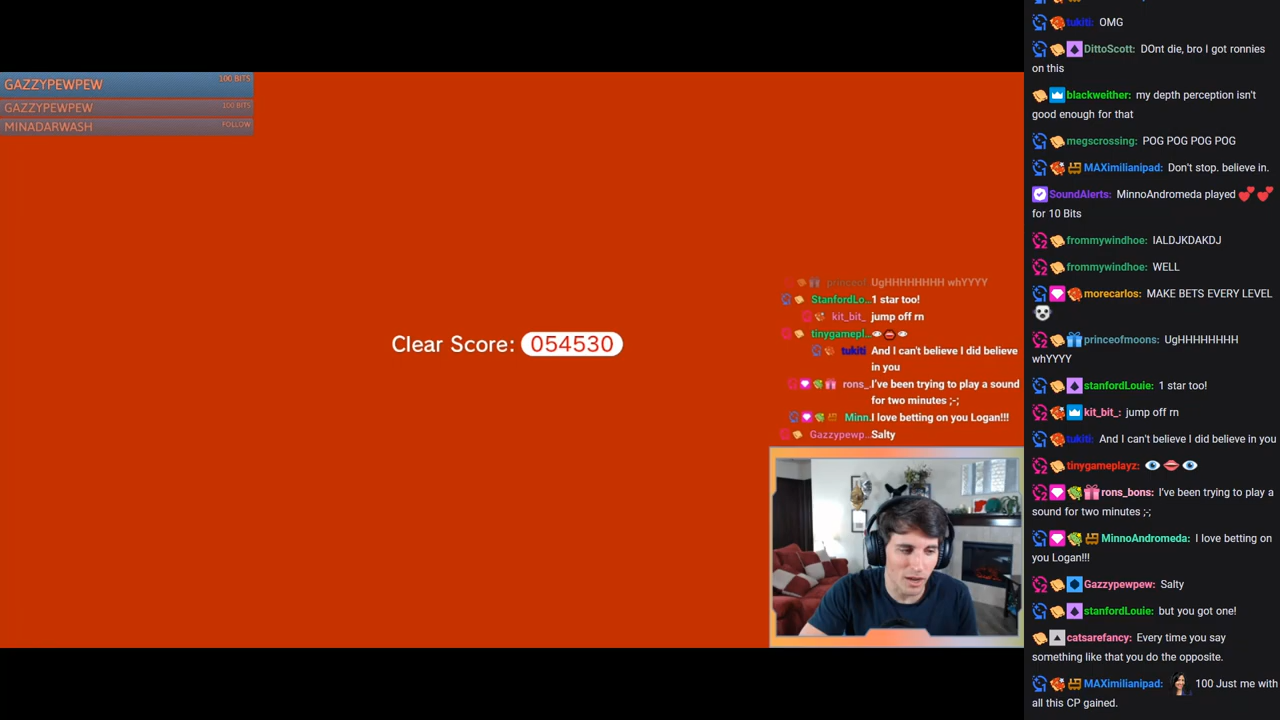 GAZZYPEWPEW 100 BITS
GAZZYPEWPEW 100 BITS
MINADARWASH FOLLOW
Clear Score: 054530
princeof UgHHHHHHHH whYYYY
StanfordLo.. 1 star too!
kit_bit_ jump off rn
tinygamepl..
tukiti And I can't believe I did believe
in you
rons_.. I've been trying to play a sound
for two minutes ;-;
Minn.. I love betting on you Logan!!!
Gazzypewp.. Salty
tukiti: OMG
DittoScott: DOnt die, bro I got ronnies
on this
blackweither: my depth perception isn't
good enough for that
megscrossing: POG POG POG POG
MAXimilianipad: Don't stop. believe in.
SoundAlerts: MinnoAndromeda played 💕 💕
for 10 Bits
frommywindhoe: IALDJKDAKDJ
frommywindhoe: WELL
morecarlos: MAKE BETS EVERY LEVEL
princeofmoons: UgHHHHHHH
whYYYY
stanfordLouie: 1 star too!
kit_bit_: jump off rn
tukiti: And I can't believe I did believe in you
tinygameplayz: 👁️ 👄 👁️
rons_bons: I've been trying to play a
sound for two minutes ;-;
MinnoAndromeda: I love betting on
you Logan!!!
Gazzypewpew: Salty
stanfordLouie: but you got one!
catsarefancy: Every time you say
something like that you do the opposite.
MAXimilianipad: 100 Just me with
all this CP gained.